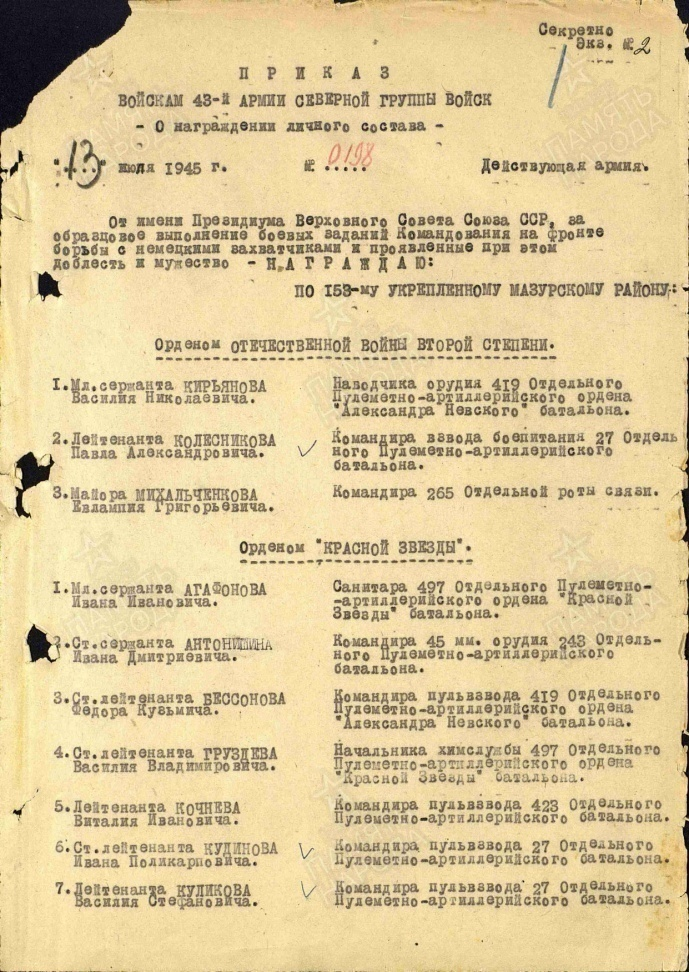 Секретно
Экз. № 2
П Р И К А З
ВОЙСКАМ 43-й АРМИИ СЕВЕРНОЙ ГРУППЫ ВОЙСК
- О награждении личного состава -
"13" июля 1945 г. № 0198 Действующая армия.
От имени Президиума Верховного Совета Союза ССР, за
образцовое выполнение боевых заданий Командования на фронте
борьбы с немецкими захватчиками и проявленные при этом
доблесть и мужество - Н А Г Р А Ж Д А Ю:
ПО 153-му УКРЕПЛЕННОМУ МАЗУРСКОМУ РАЙОНУ:
Орденом ОТЕЧЕСТВЕННОЙ ВОЙНЫ ВТОРОЙ СТЕПЕНИ.
1. Мл.сержанта КИРЬЯНОВА
Василия Николаевича.
Наводчика орудия 419 Отдельного
Пулеметно-артиллерийского ордена
"Александра Невского" батальона.
2. Лейтенанта КОЛЕСНИКОВА
Павла Александровича.
Командира взвода боепитания 27 Отдель
ного Пулеметно-артиллерийского
батальона.
3. Майора МИХАЛЬЧЕНКОВА
Евлампия Григорьевича.
Командира 265 Отдельной роты связи.
Орденом "КРАСНОЙ ЗВЕЗДЫ".
1. Мл.сержанта АГАФОНОВА
Ивана Ивановича.
Санитара 497 Отдельного Пулеметно-
-артиллерийского ордена "Красной
Звезды" батальона.
2. Ст.сержанта АНТОНИШИНА
Ивана Дмитриевича.
Командира 45 мм. орудия 243 Отдель-
ного Пулеметно-артиллерийского
батальона.
3. Ст.лейтенанта БЕССОНОВА
Федора Кузьмича.
Командира пульвзвода 419 Отдельного
Пулеметно-артиллерийского ордена
"Александра Невского" батальона.
4. Ст.лейтенанта ГРУЗДЕВА
Василия Владимировича.
Начальника химслужбы 497 Отдельного
Пулеметно-артиллерийского ордена
"Красной Звезды" батальона.
5. Лейтенанта КОЧНЕВА
Виталия Ивановича.
Командира пульвзвода 423 Отдельного
Пулеметно-артиллерийского батальона.
6. Ст.лейтенанта КУДИНОВА
Ивана Поликарповича.
Командира пульвзвода 27 Отдельного
Пулеметно-артиллерийского батальона.
7. Лейтенанта КУЛИКОВА
Василия Стефановича.
Командира пульвзвода 27 Отдельного
Пулеметно-артиллерийского батальона.